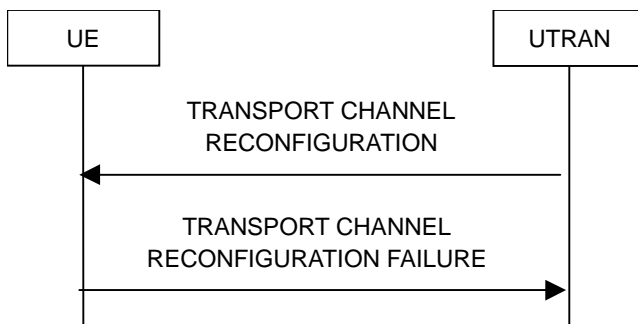 UE
UTRAN
TRANSPORT CHANNEL
RECONFIGURATION
TRANSPORT CHANNEL
RECONFIGURATION FAILURE